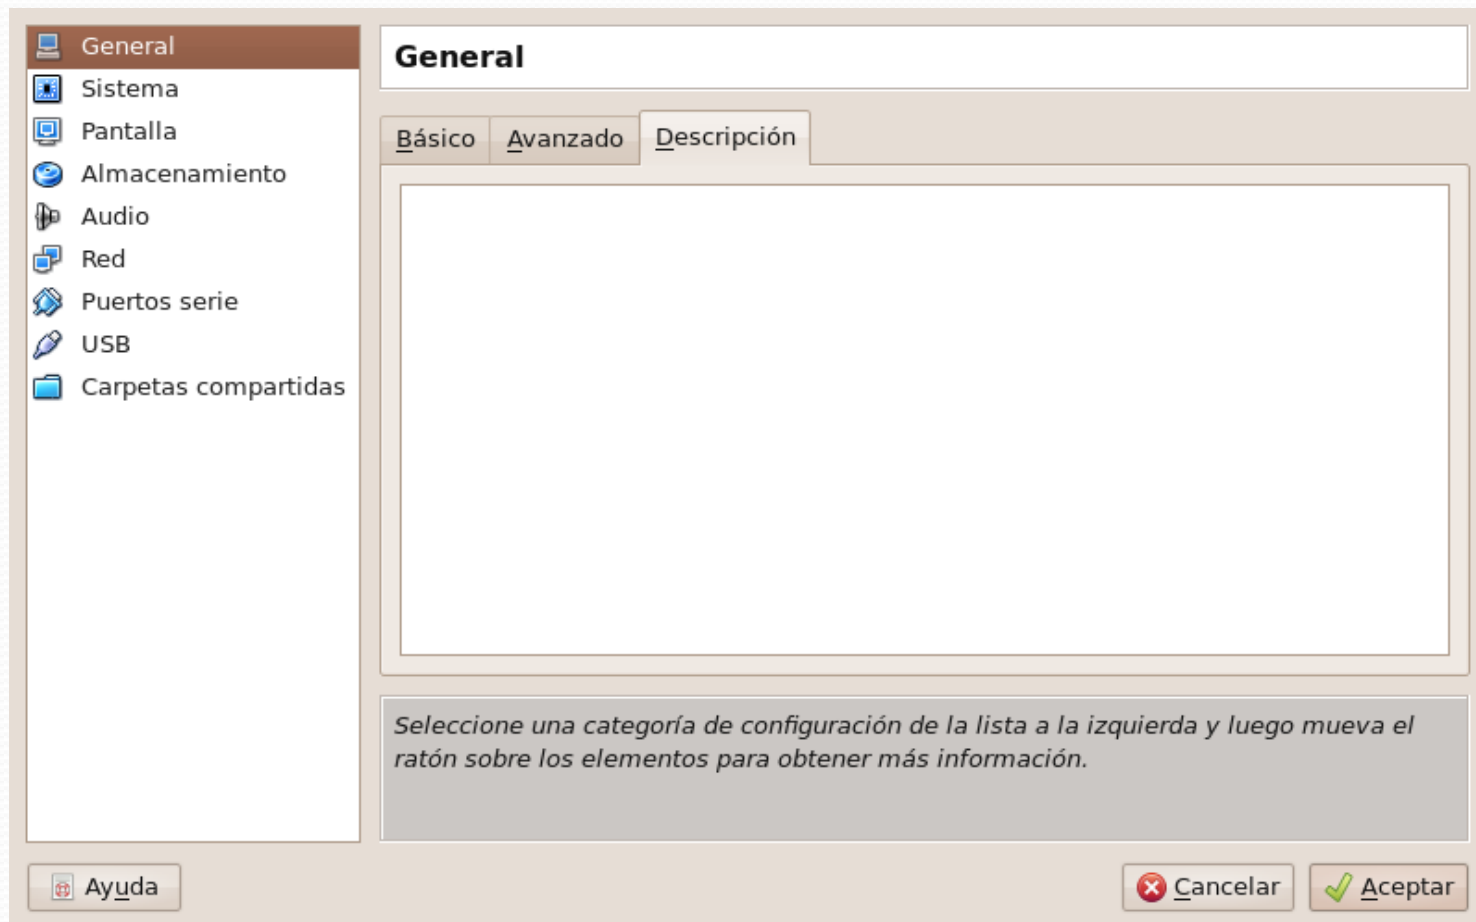 General
Sistema
Pantalla
Almacenamiento
Audio
Red
Puertos serie
USB
Carpetas compartidas
General
Básico
Avanzado
Descripción
Seleccione una categoría de configuración de la lista a la izquierda y luego mueva el
ratón sobre los elementos para obtener más información.
Ayuda
Cancelar
Aceptar